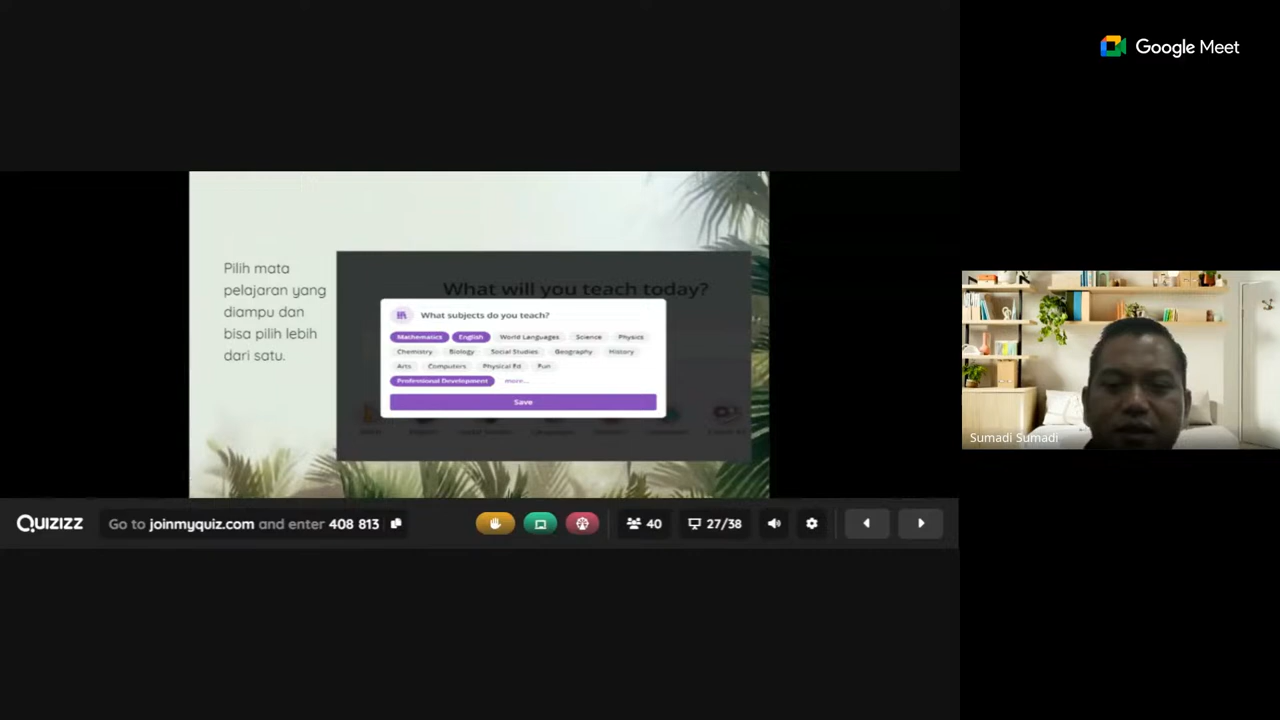 Google Meet
Pilih mata
pelajaran yang
diampu dan
bisa pilih lebih
dari satu.
What will you teach today?
What subjects do you teach?
Mathematics English World Languages Science Physics
Chemistry Biology Social Studies Geography History
Arts Computers Physical Ed Fun
Professional Development more...
Save
Sumadi Sumadi
QUIZIZZ Go to joinmyquiz.com and enter 408 813 40 27/38